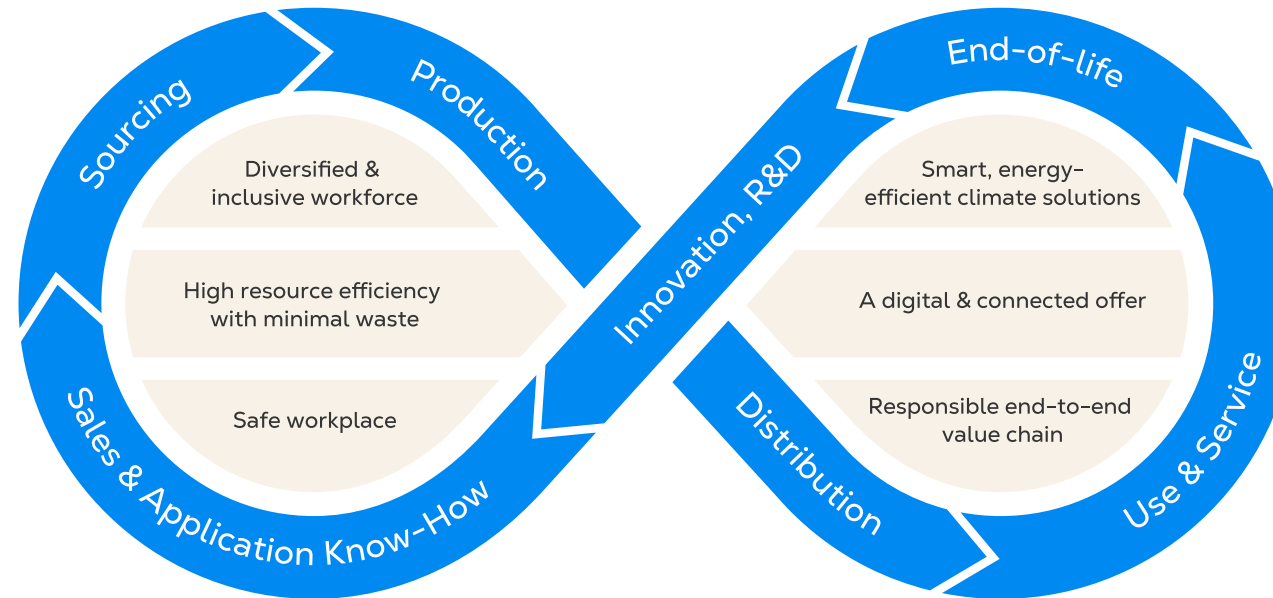 Sourcing
Production
Innovation, R&D
End-of-life
Diversified &
inclusive workforce
High resource efficiency
with minimal waste
Safe workplace
Smart, energy-
efficient climate solutions
A digital & connected offer
Responsible end-to-end
value chain
Sales & Application Know-How
Distribution
Use & Service